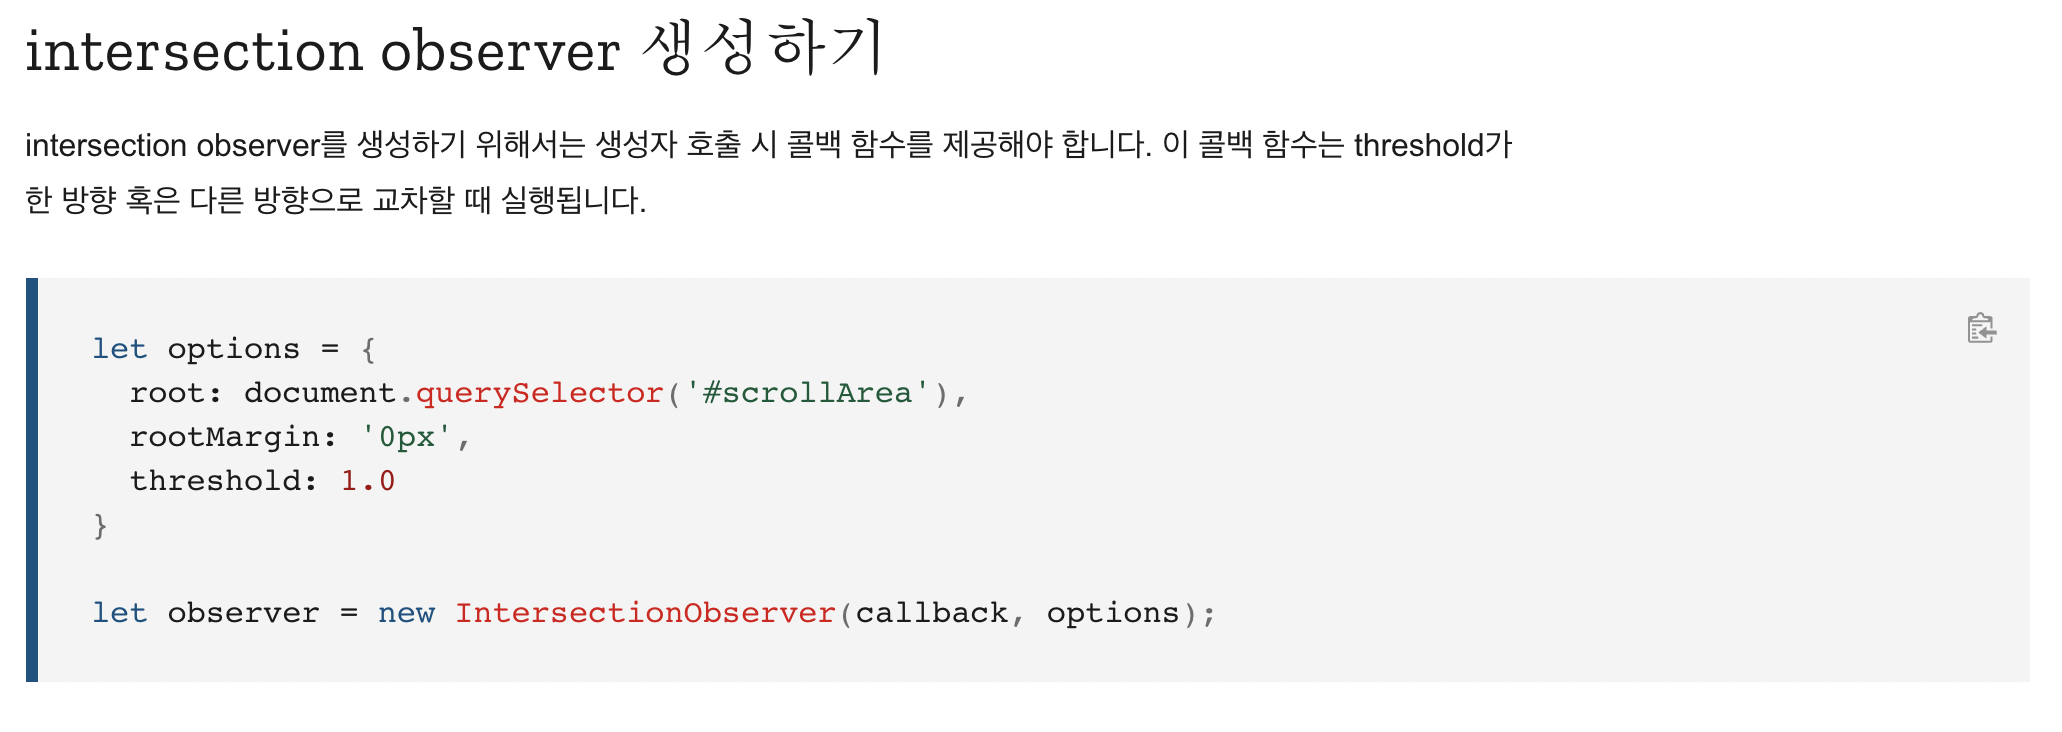 intersection observer 생성하기
intersection observer를 생성하기 위해서는 생성자 호출 시 콜백 함수를 제공해야 합니다. 이 콜백 함수는 threshold가
한 방향 혹은 다른 방향으로 교차할 때 실행됩니다.
let options = {
  root: document.querySelector('#scrollArea'),
  rootMargin: '0px',
  threshold: 1.0
}
let observer = new IntersectionObserver(callback, options);